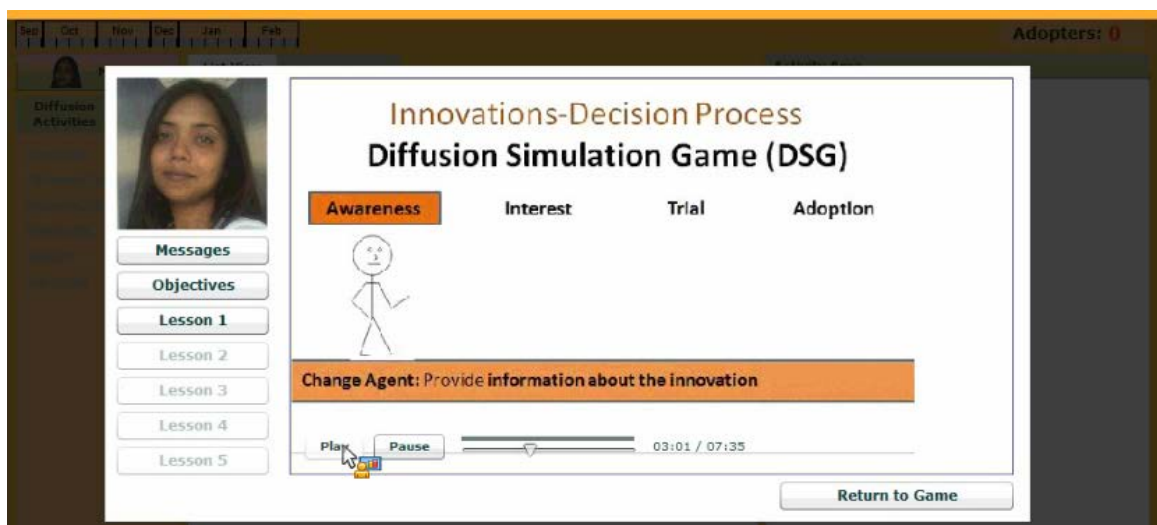 Sep Oct Nov Dec Jan Feb
Adopters: 0
Diffusion
Activities
Innovations-Decision Process
Diffusion Simulation Game (DSG)
Awareness Interest Trial Adoption
Messages
Objectives
Lesson 1
Lesson 2
Lesson 3
Lesson 4
Lesson 5
Change Agent: Provide information about the innovation
Play Pause 03:01 / 07:35
Return to Game